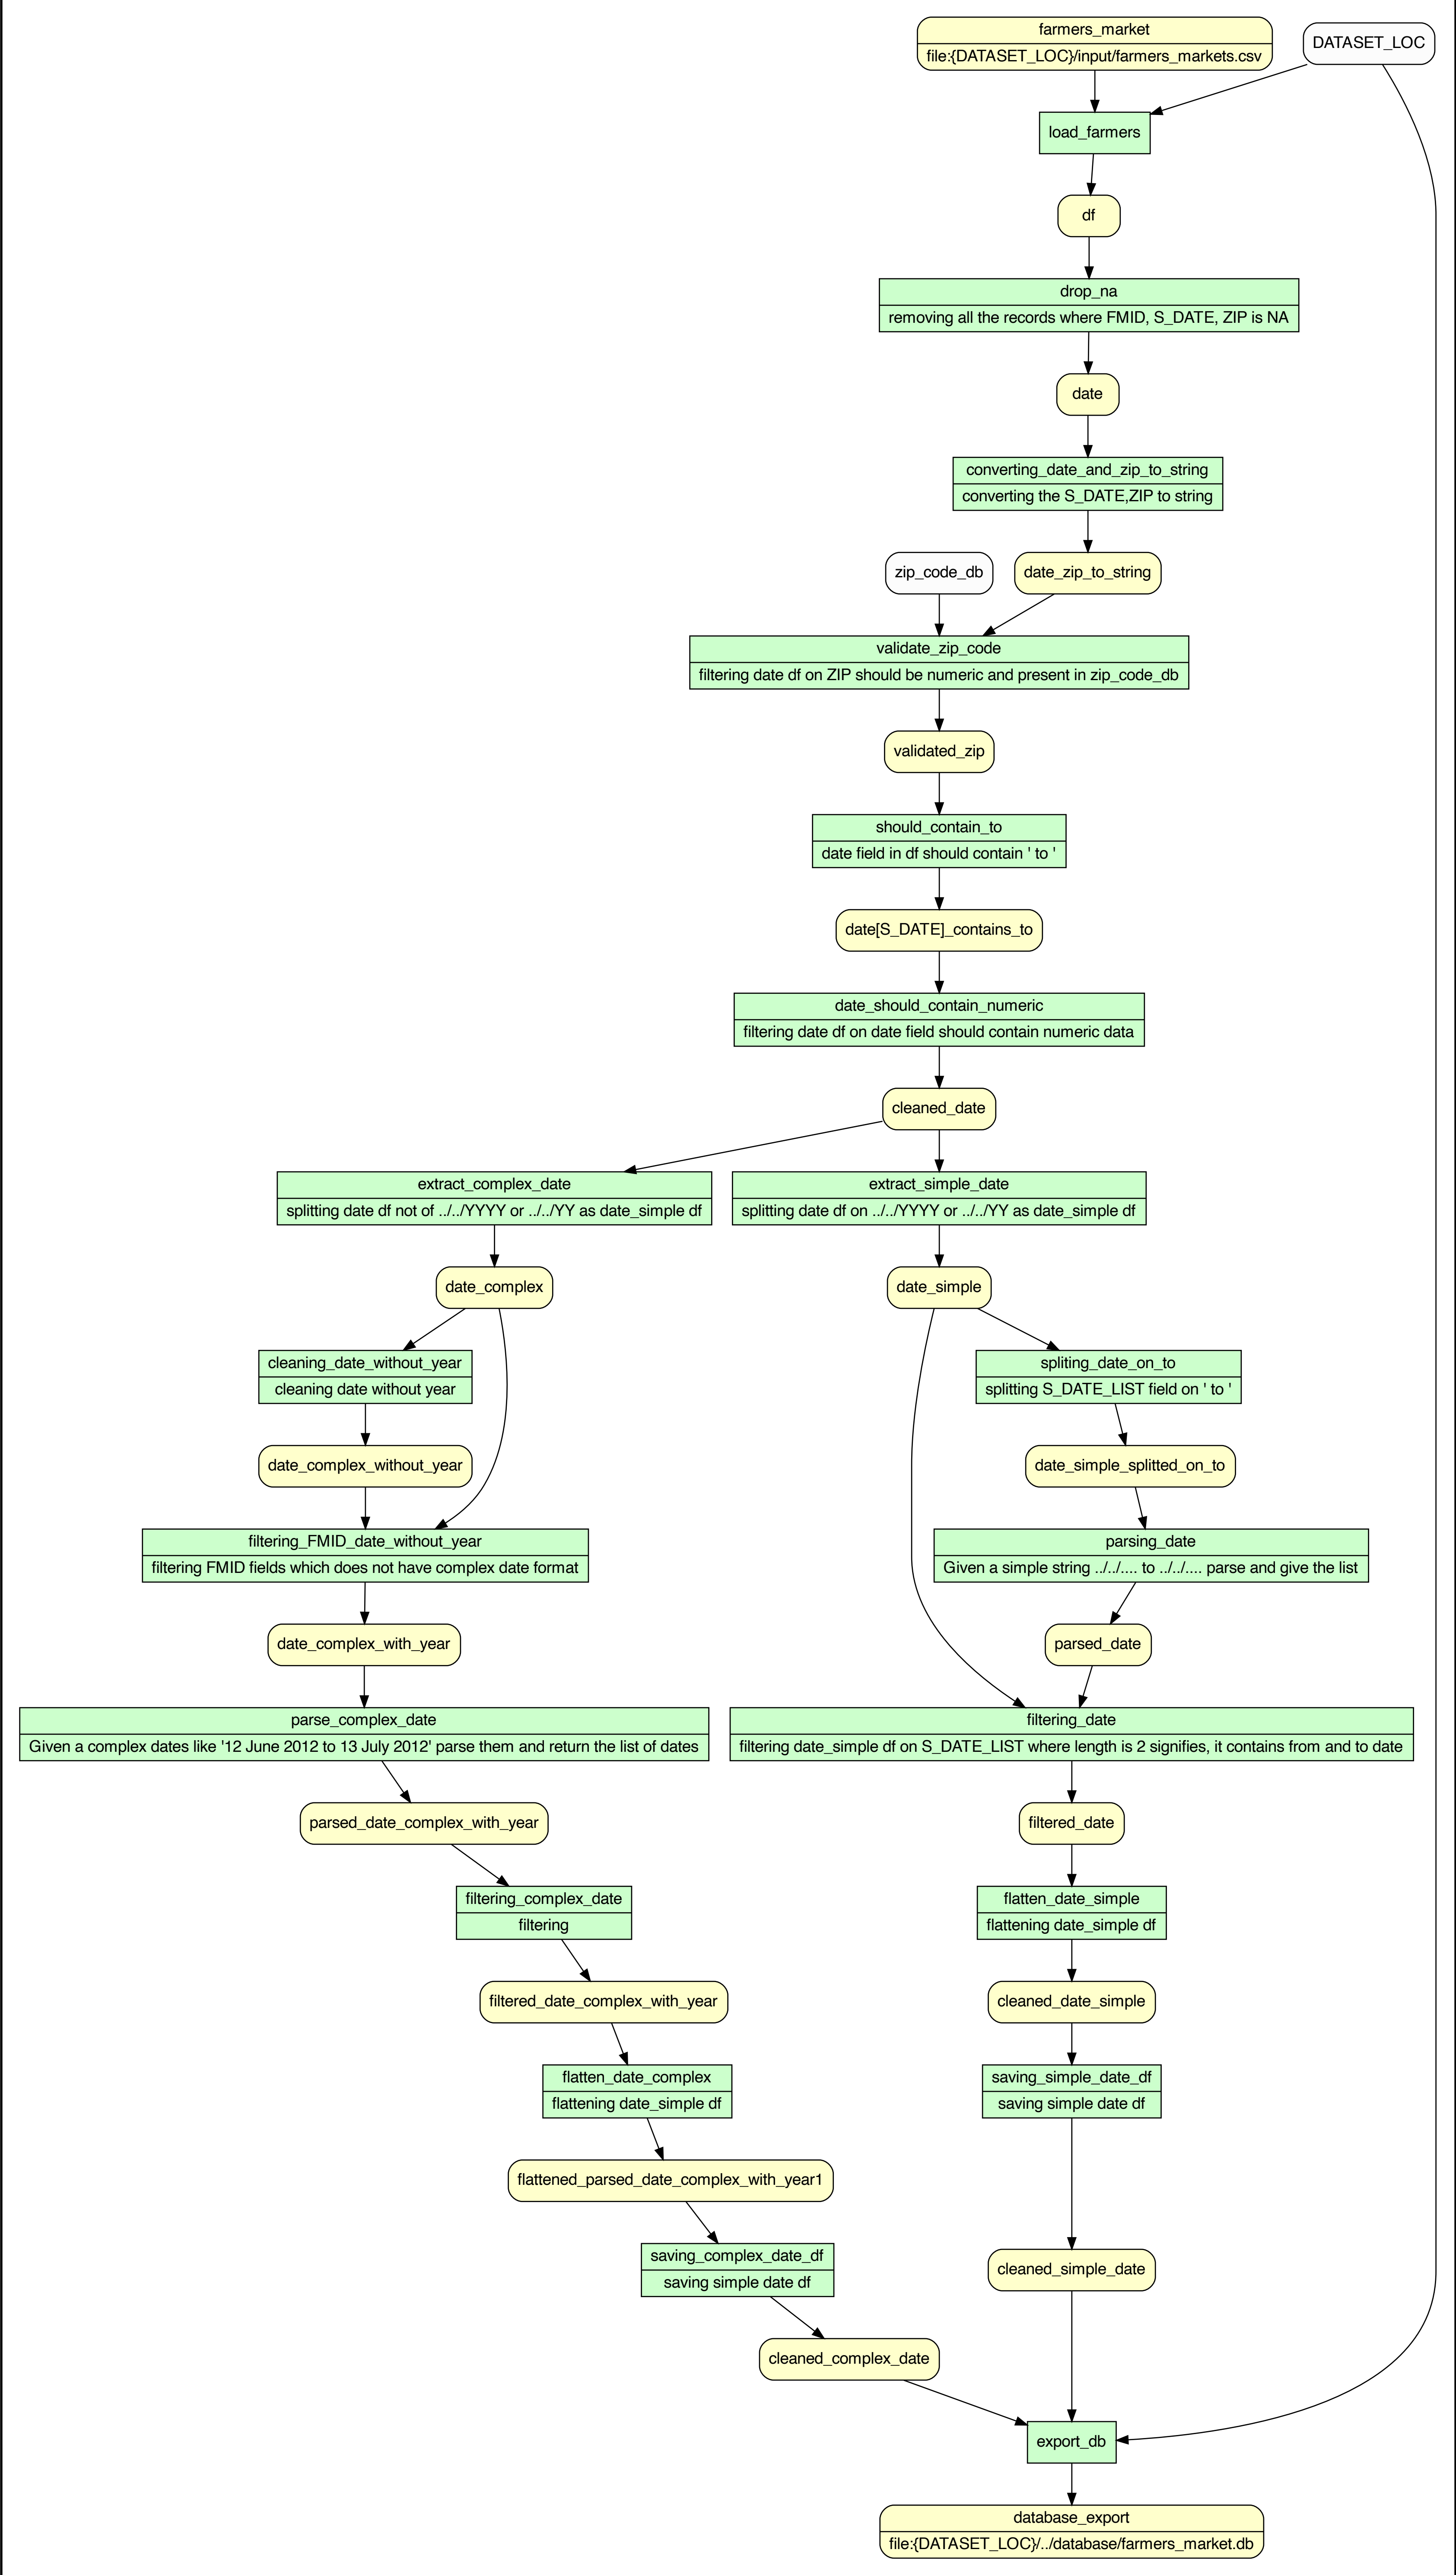 farmers_market
file:{DATASET_LOC}/input/farmers_markets.csv
DATASET_LOC
load_farmers
df
drop_na
removing all the records where FMID, S_DATE, ZIP is NA
date
converting_date_and_zip_to_string
converting the S_DATE,ZIP to string
zip_code_db
date_zip_to_string
validate_zip_code
filtering date df on ZIP should be numeric and present in zip_code_db
validated_zip
should_contain_to
date field in df should contain ' to '
date[S_DATE]_contains_to
date_should_contain_numeric
filtering date df on date field should contain numeric data
cleaned_date
extract_complex_date
splitting date df not of ../../YYYY or ../../YY as date_simple df
extract_simple_date
splitting date df on ../../YYYY or ../../YY as date_simple df
date_complex
date_simple
cleaning_date_without_year
cleaning date without year
spliting_date_on_to
splitting S_DATE_LIST field on ' to '
date_complex_without_year
date_simple_splitted_on_to
filtering_FMID_date_without_year
filtering FMID fields which does not have complex date format
parsing_date
Given a simple string ../../.... to ../../.... parse and give the list
date_complex_with_year
parsed_date
parse_complex_date
Given a complex dates like '12 June 2012 to 13 July 2012' parse them and return the list of dates
filtering_date
filtering date_simple df on S_DATE_LIST where length is 2 signifies, it contains from and to date
parsed_date_complex_with_year
filtered_date
filtering_complex_date
filtering
flatten_date_simple
flattening date_simple df
filtered_date_complex_with_year
cleaned_date_simple
flatten_date_complex
flattening date_simple df
saving_simple_date_df
saving simple date df
flattened_parsed_date_complex_with_year1
saving_complex_date_df
saving simple date df
cleaned_simple_date
cleaned_complex_date
export_db
database_export
file:{DATASET_LOC}/../database/farmers_market.db